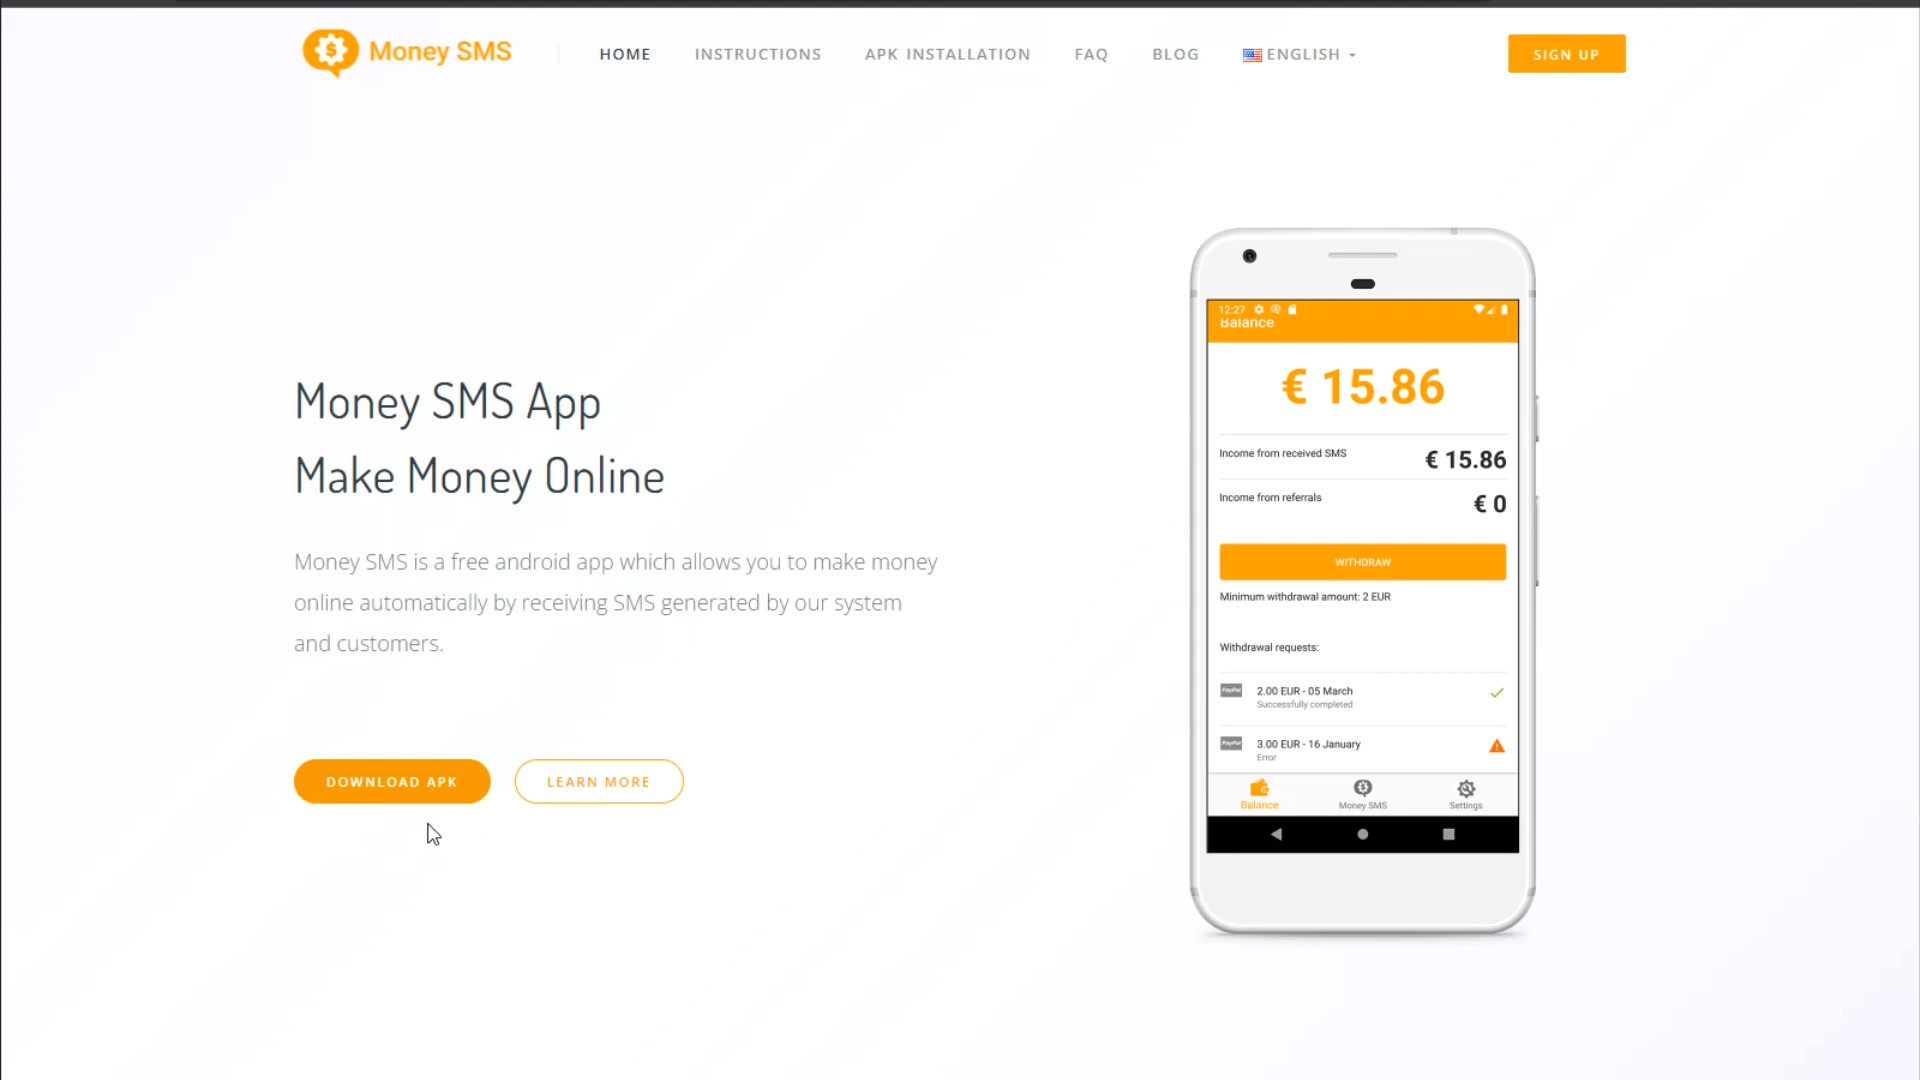 Money SMS
HOME
INSTRUCTIONS
APK INSTALLATION
FAQ
BLOG
ENGLISH
SIGN UP
Money SMS App
Make Money Online
Money SMS is a free android app which allows you to make money
online automatically by receiving SMS generated by our system
and customers.
DOWNLOAD APK
LEARN MORE
12:27
Balance
€ 15.86
Income from received SMS
€ 15.86
Income from referrals
€ 0
WITHDRAW
Minimum withdrawal amount: 2 EUR
Withdrawal requests:
PayPal
2.00 EUR - 05 March
Successfully completed
PayPal
3.00 EUR - 16 January
Error
Balance
Money SMS
Settings